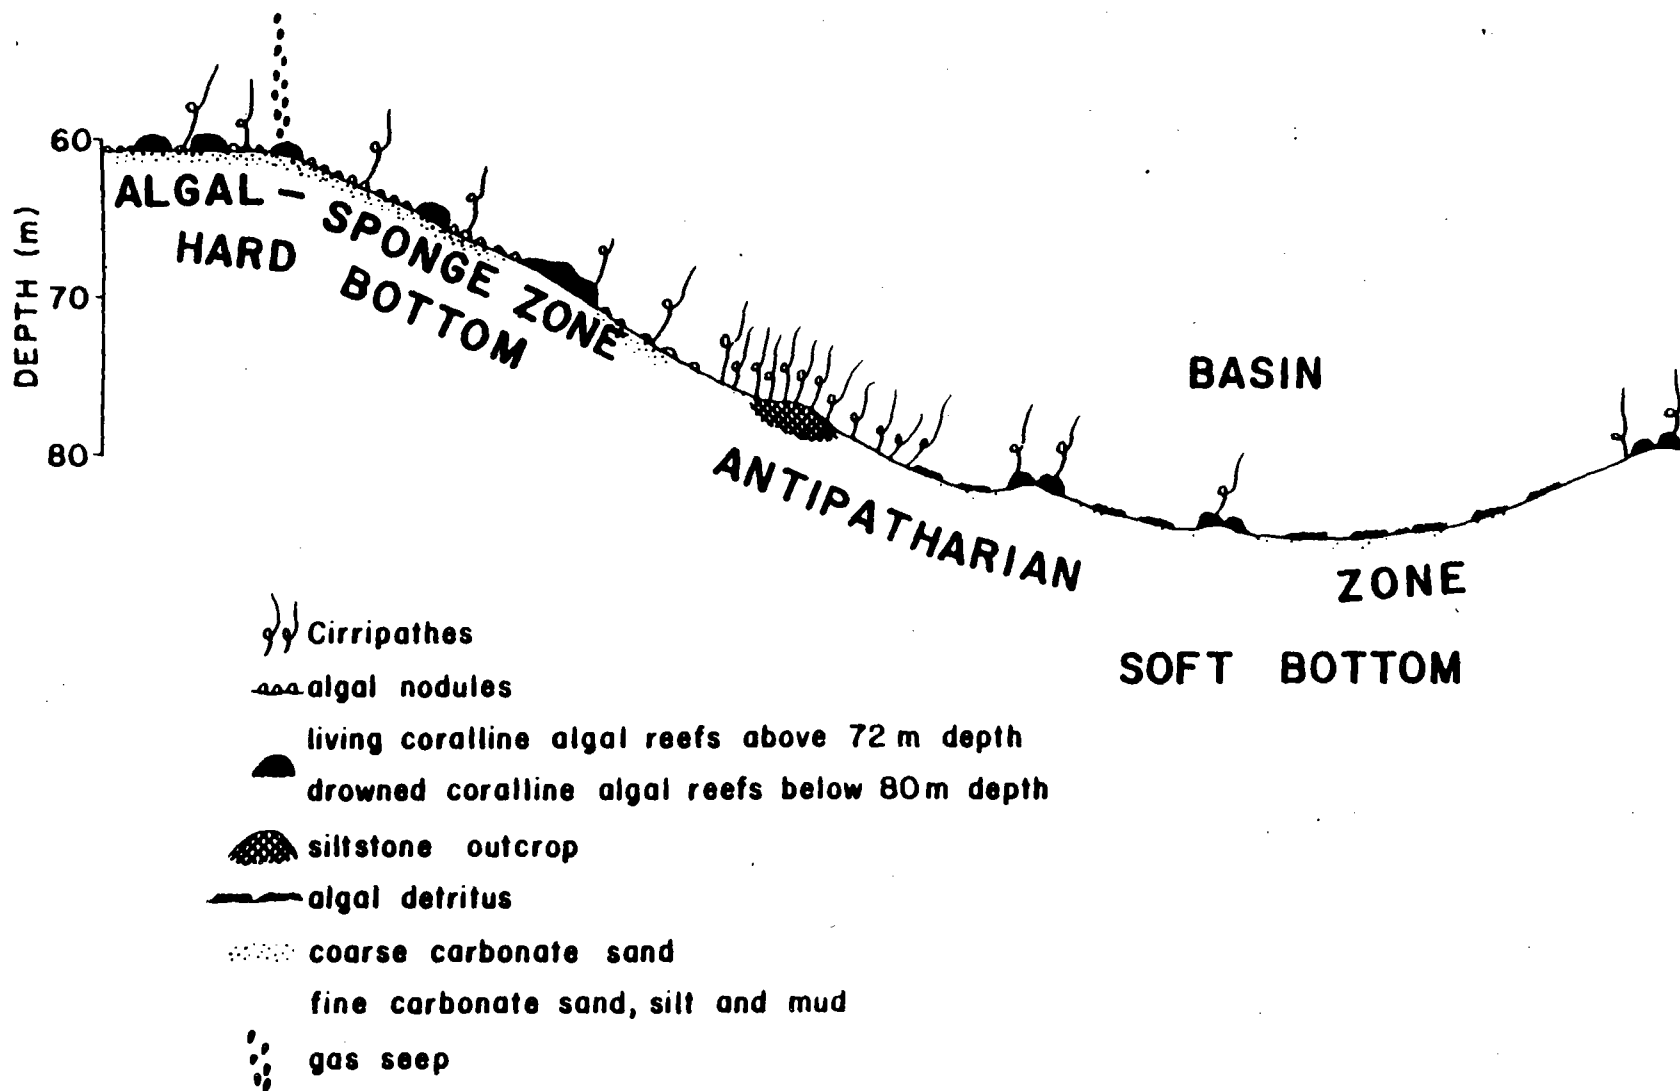 60
70
80
DEPTH (m)
ALGAL - SPONGE ZONE
HARD BOTTOM
BASIN
ANTIPATHARIAN ZONE
SOFT BOTTOM
Cirripathes
algal nodules
living coralline algal reefs above 72 m depth
drowned coralline algal reefs below 80 m depth
siltstone outcrop
algal detritus
coarse carbonate sand
fine carbonate sand, silt and mud
gas seep